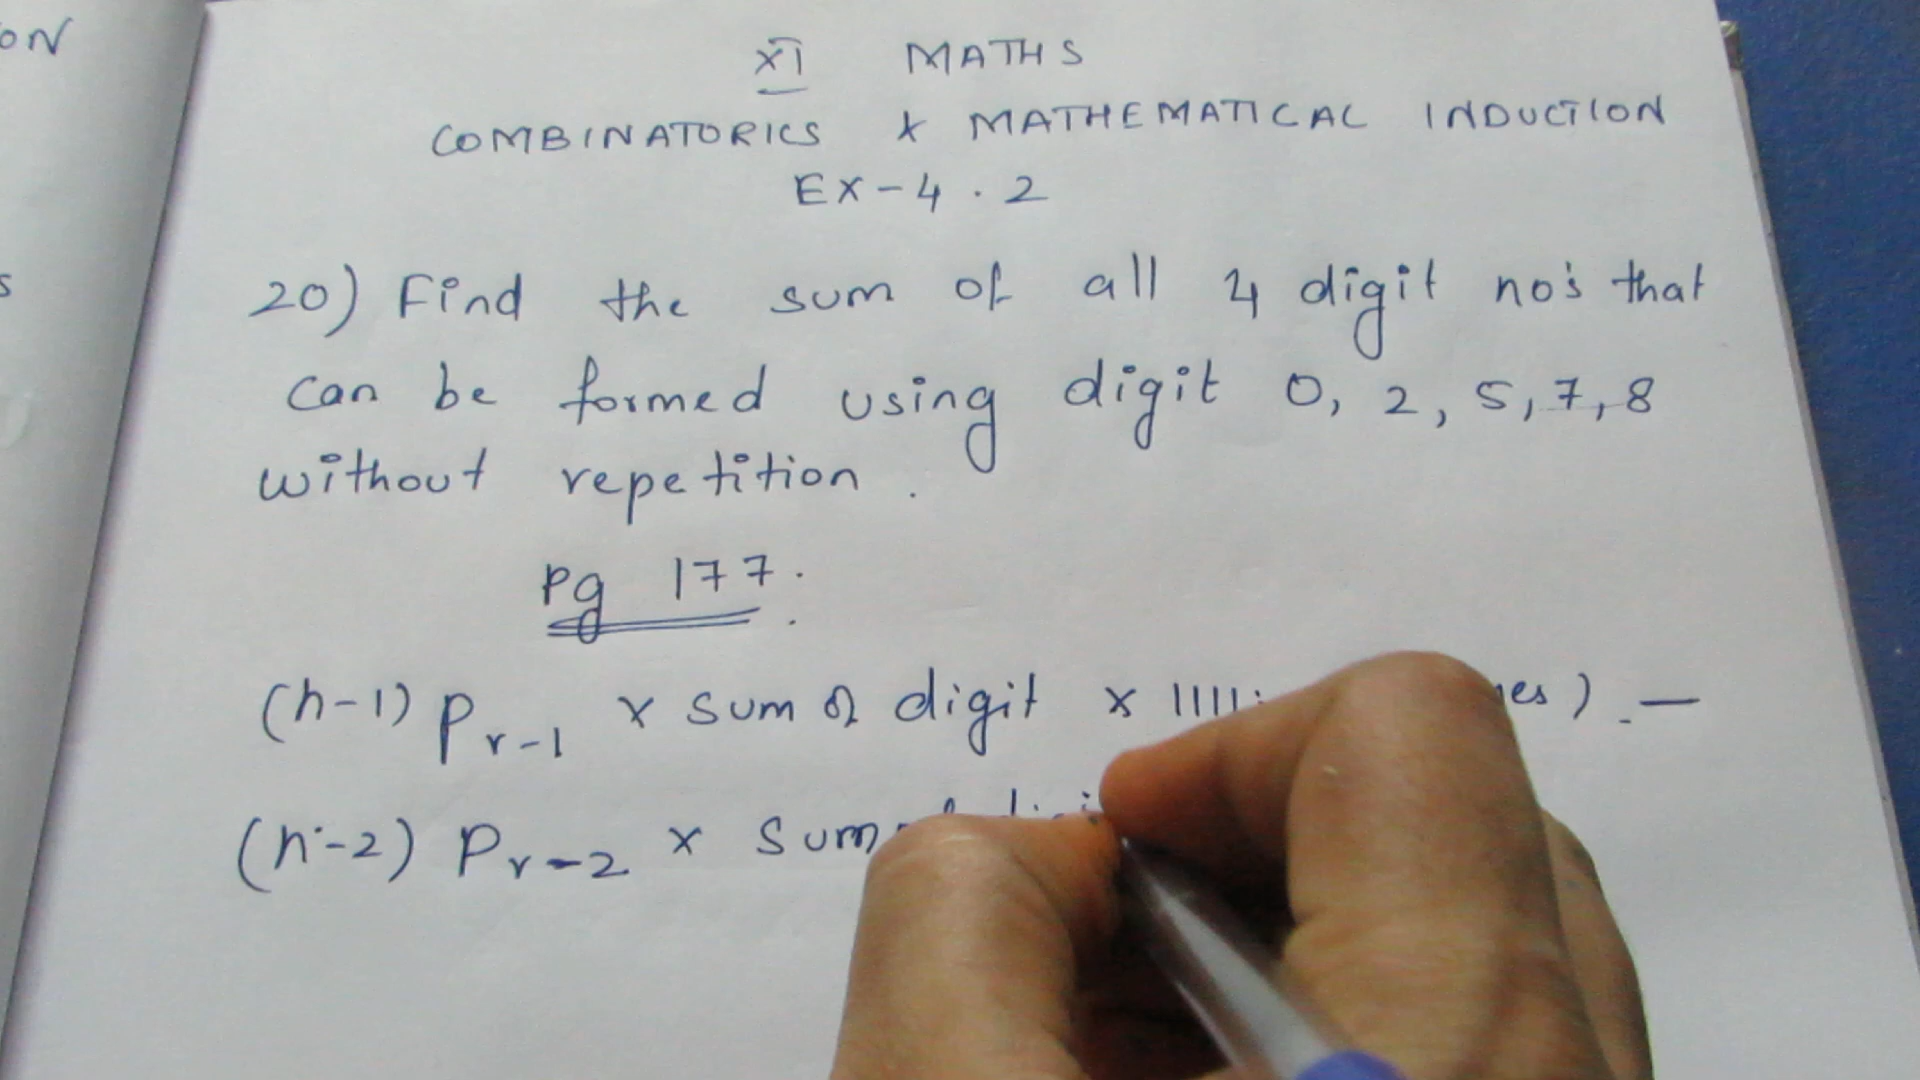 ON
S
XI MATHS
COMBINATORICS & MATHEMATICAL INDUCTION
EX-4.2
20) Find the sum of all 4 digit no's that
can be formed using digit 0, 2, 5, 7, 8
without repetition.
Pg 177.
(n-1) P r-1 x sum of digit x 1111 ) -
(n-2) P r-2 x sum